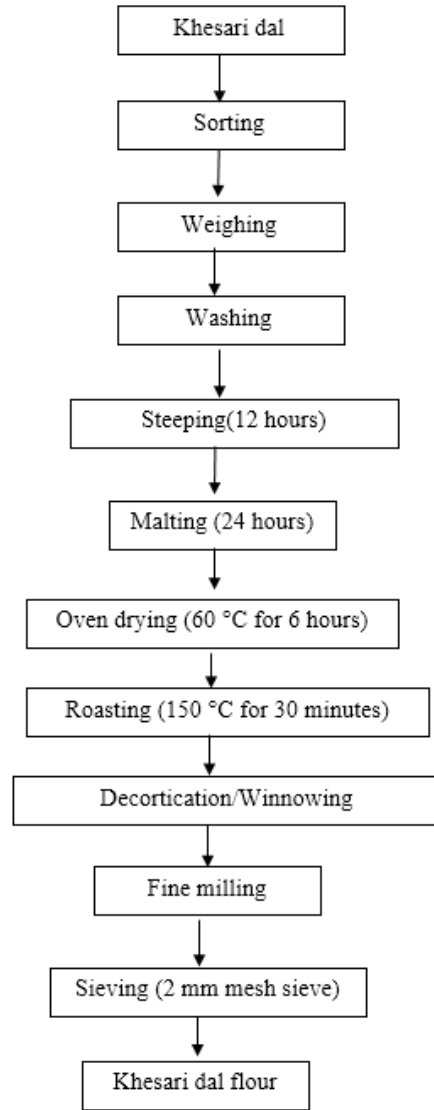 Khesari dal
Sorting
Weighing
Washing
Steeping(12 hours)
Malting (24 hours)
Oven drying (60 °C for 6 hours)
Roasting (150 °C for 30 minutes)
Decortication/Winnowing
Fine milling
Sieving (2 mm mesh sieve)
Khesari dal flour